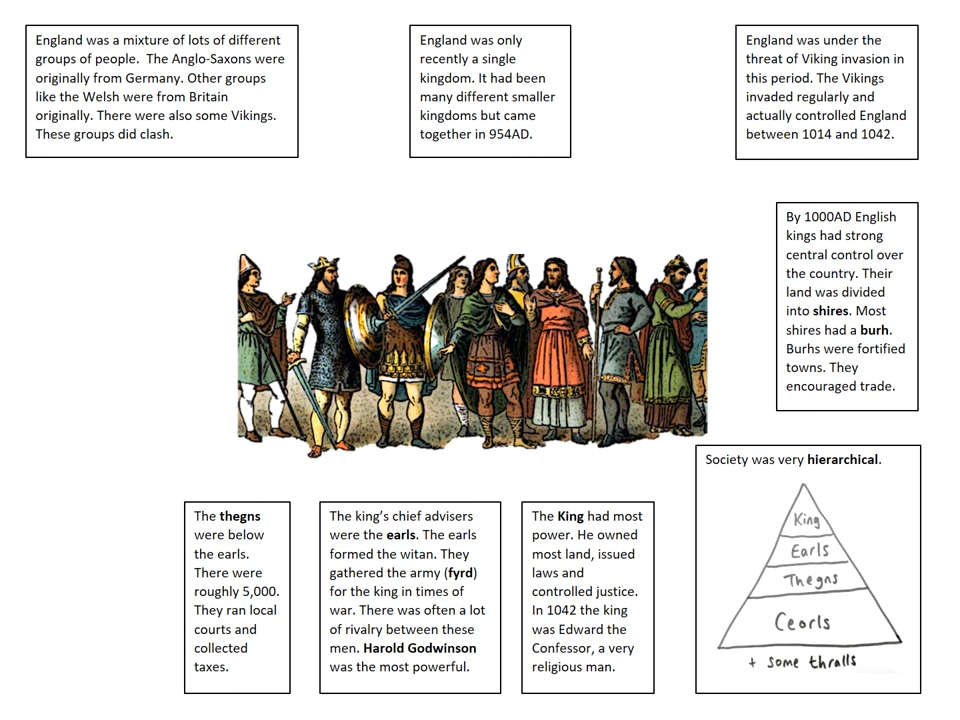 England was a mixture of lots of different
groups of people.  The Anglo-Saxons were
originally from Germany. Other groups
like the Welsh were from Britain
originally. There were also some Vikings.
These groups did clash.
England was only
recently a single
kingdom. It had been
many different smaller
kingdoms but came
together in 954AD.
England was under the
threat of Viking invasion in
this period. The Vikings
invaded regularly and
actually controlled England
between 1014 and 1042.
By 1000AD English
kings had strong
central control over
the country. Their
land was divided
into shires. Most
shires had a burh.
Burhs were fortified
towns. They
encouraged trade.
The thegns
were below
the earls.
There were
roughly 5,000.
They ran local
courts and
collected
taxes.
The king's chief advisers
were the earls. The earls
formed the witan. They
gathered the army (fyrd)
for the king in times of
war. There was often a lot
of rivalry between these
men. Harold Godwinson
was the most powerful.
The King had most
power. He owned
most land, issued
laws and
controlled justice.
In 1042 the king
was Edward the
Confessor, a very
religious man.
Society was very hierarchical.
King
Earls
Thegns
Ceorls
+ some thralls